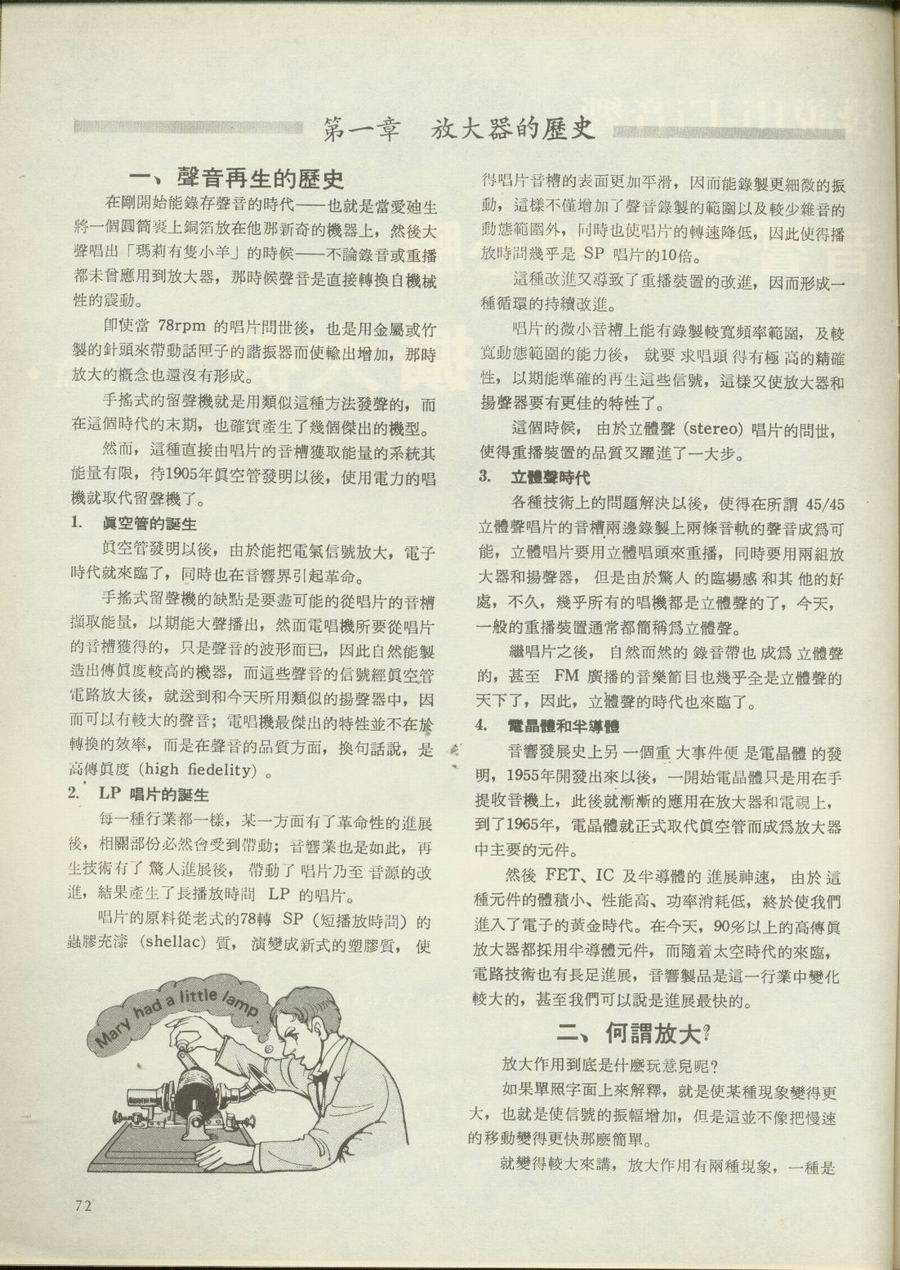 第一章　放大器的歷史
一、聲音再生的歷史
在剛開始能錄存聲音的時代——也就是當愛廸生
將一個圓筒裹上銅箔放在他那新奇的機器上，然後大
聲唱出「瑪莉有隻小羊」的時候——不論錄音或重播
都未曾應用到放大器，那時候聲音是直接轉換自機械
性的震動。
卽使當 78rpm 的唱片問世後，也是用金屬或竹
製的針頭來帶動話匣子的諧振器而使輸出增加，那時
放大的概念也還沒有形成。
手搖式的留聲機就是用類似這種方法發聲的，而
在這個時代的末期，也確實產生了幾個傑出的機型。
然而，這種直接由唱片的音槽獲取能量的系統其
能量有限，待1905年眞空管發明以後，使用電力的唱
機就取代留聲機了。
1. 眞空管的誕生
眞空管發明以後，由於能把電氣信號放大，電子
時代就來臨了，同時也在音響界引起革命。
手搖式留聲機的缺點是要盡可能的從唱片的音槽
擷取能量，以期能大聲播出，然而電唱機所要從唱片
的音槽獲得的，只是聲音的波形而已，因此自然能製
造出傳眞度較高的機器，而這些聲音的信號經眞空管
電路放大後，就送到和今天所用類似的揚聲器中，因
而可以有較大的聲音；電唱機最傑出的特性並不在於
轉換的效率，而是在聲音的品質方面，換句話說，是
高傳眞度 (high fiedelity) 。
2. LP 唱片的誕生
每一種行業都一樣，某一方面有了革命性的進展
後，相關部份必然會受到帶動；音響業也是如此，再
生技術有了驚人進展後，帶動了唱片乃至音源的改
進，結果產生了長播放時間 LP 的唱片。
唱片的原料從老式的78轉 SP（短播放時間）的
蟲膠充漆 (shellac) 質，演變成新式的塑膠質，使
Mary had a little lamp
72
得唱片音槽的表面更加平滑，因而能錄製更細微的振
動，這樣不僅增加了聲音錄製的範圍以及較少雜音的
動態範圍外，同時也使唱片的轉速降低，因此使得播
放時間幾乎是 SP 唱片的10倍。
這種改進又導致了重播裝置的改進，因而形成一
種循環的持續改進。
唱片的微小音槽上能有錄製較寬頻率範圍，及較
寬動態範圍的能力後，就要求唱頭得有極高的精確
性，以期能準確的再生這些信號，這樣又使放大器和
揚聲器要有更佳的特性了。
這個時候，由於立體聲 (stereo) 唱片的問世，
使得重播裝置的品質又躍進了一大步。
3. 立體聲時代
各種技術上的問題解決以後，使得在所謂 45/45
立體聲唱片的音槽兩邊錄製上兩條音軌的聲音成爲可
能，立體唱片要用立體唱頭來重播，同時要用兩組放
大器和揚聲器，但是由於驚人的臨場感和其他的好
處，不久，幾乎所有的唱機都是立體聲的了，今天，
一般的重播裝置通常都簡稱爲立體聲。
繼唱片之後，自然而然的錄音帶也成爲立體聲
的，甚至 FM 廣播的音樂節目也幾乎全是立體聲的
天下了，因此，立體聲的時代也來臨了。
4. 電晶體和半導體
音響發展史上另一個重大事件便是電晶體的發
明，1955年開發出來以後，一開始電晶體只是用在手
提收音機上，此後就漸漸的應用在放大器和電視上，
到了1965年，電晶體就正式取代眞空管而成爲放大器
中主要的元件。
然後 FET、IC 及半導體的進展神速，由於這
種元件的體積小、性能高、功率消耗低，終於使我們
進入了電子的黃金時代。在今天，90％以上的高傳眞
放大器都採用半導體元件，而隨着太空時代的來臨，
電路技術也有長足進展，音響製品是這一行業中變化
較大的，甚至我們可以說是進展最快的。
二、何謂放大？
放大作用到底是什麼玩意兒呢？
如果單照字面上來解釋，就是使某種現象變得更
大，也就是使信號的振幅增加，但是這並不像把慢速
的移動變得更快那麼簡單。
就變得較大來講，放大作用有兩種現象，一種是